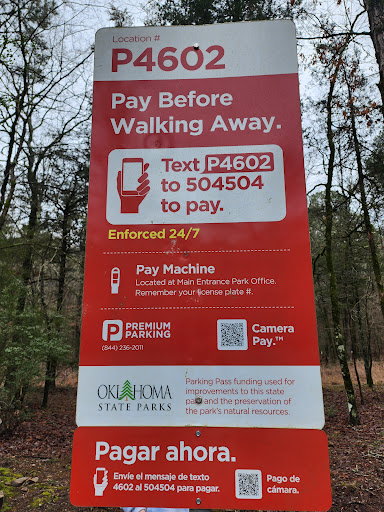 Location #
P4602
Pay Before
Walking Away.
Text P4602
to 504504
to pay.
Enforced 24/7
Pay Machine
Located at Main Entrance Park Office.
Remember your license plate #.
P PREMIUM
PARKING
(844) 236-2011
Camera
Pay.™
OKLAHOMA
STATE PARKS
Parking Pass funding used for
improvements to this state
park and the preservation of
the park's natural resources.
Pagar ahora.
Envíe el mensaje de texto
4602 al 504504 para pagar.
Pago de
cámara.